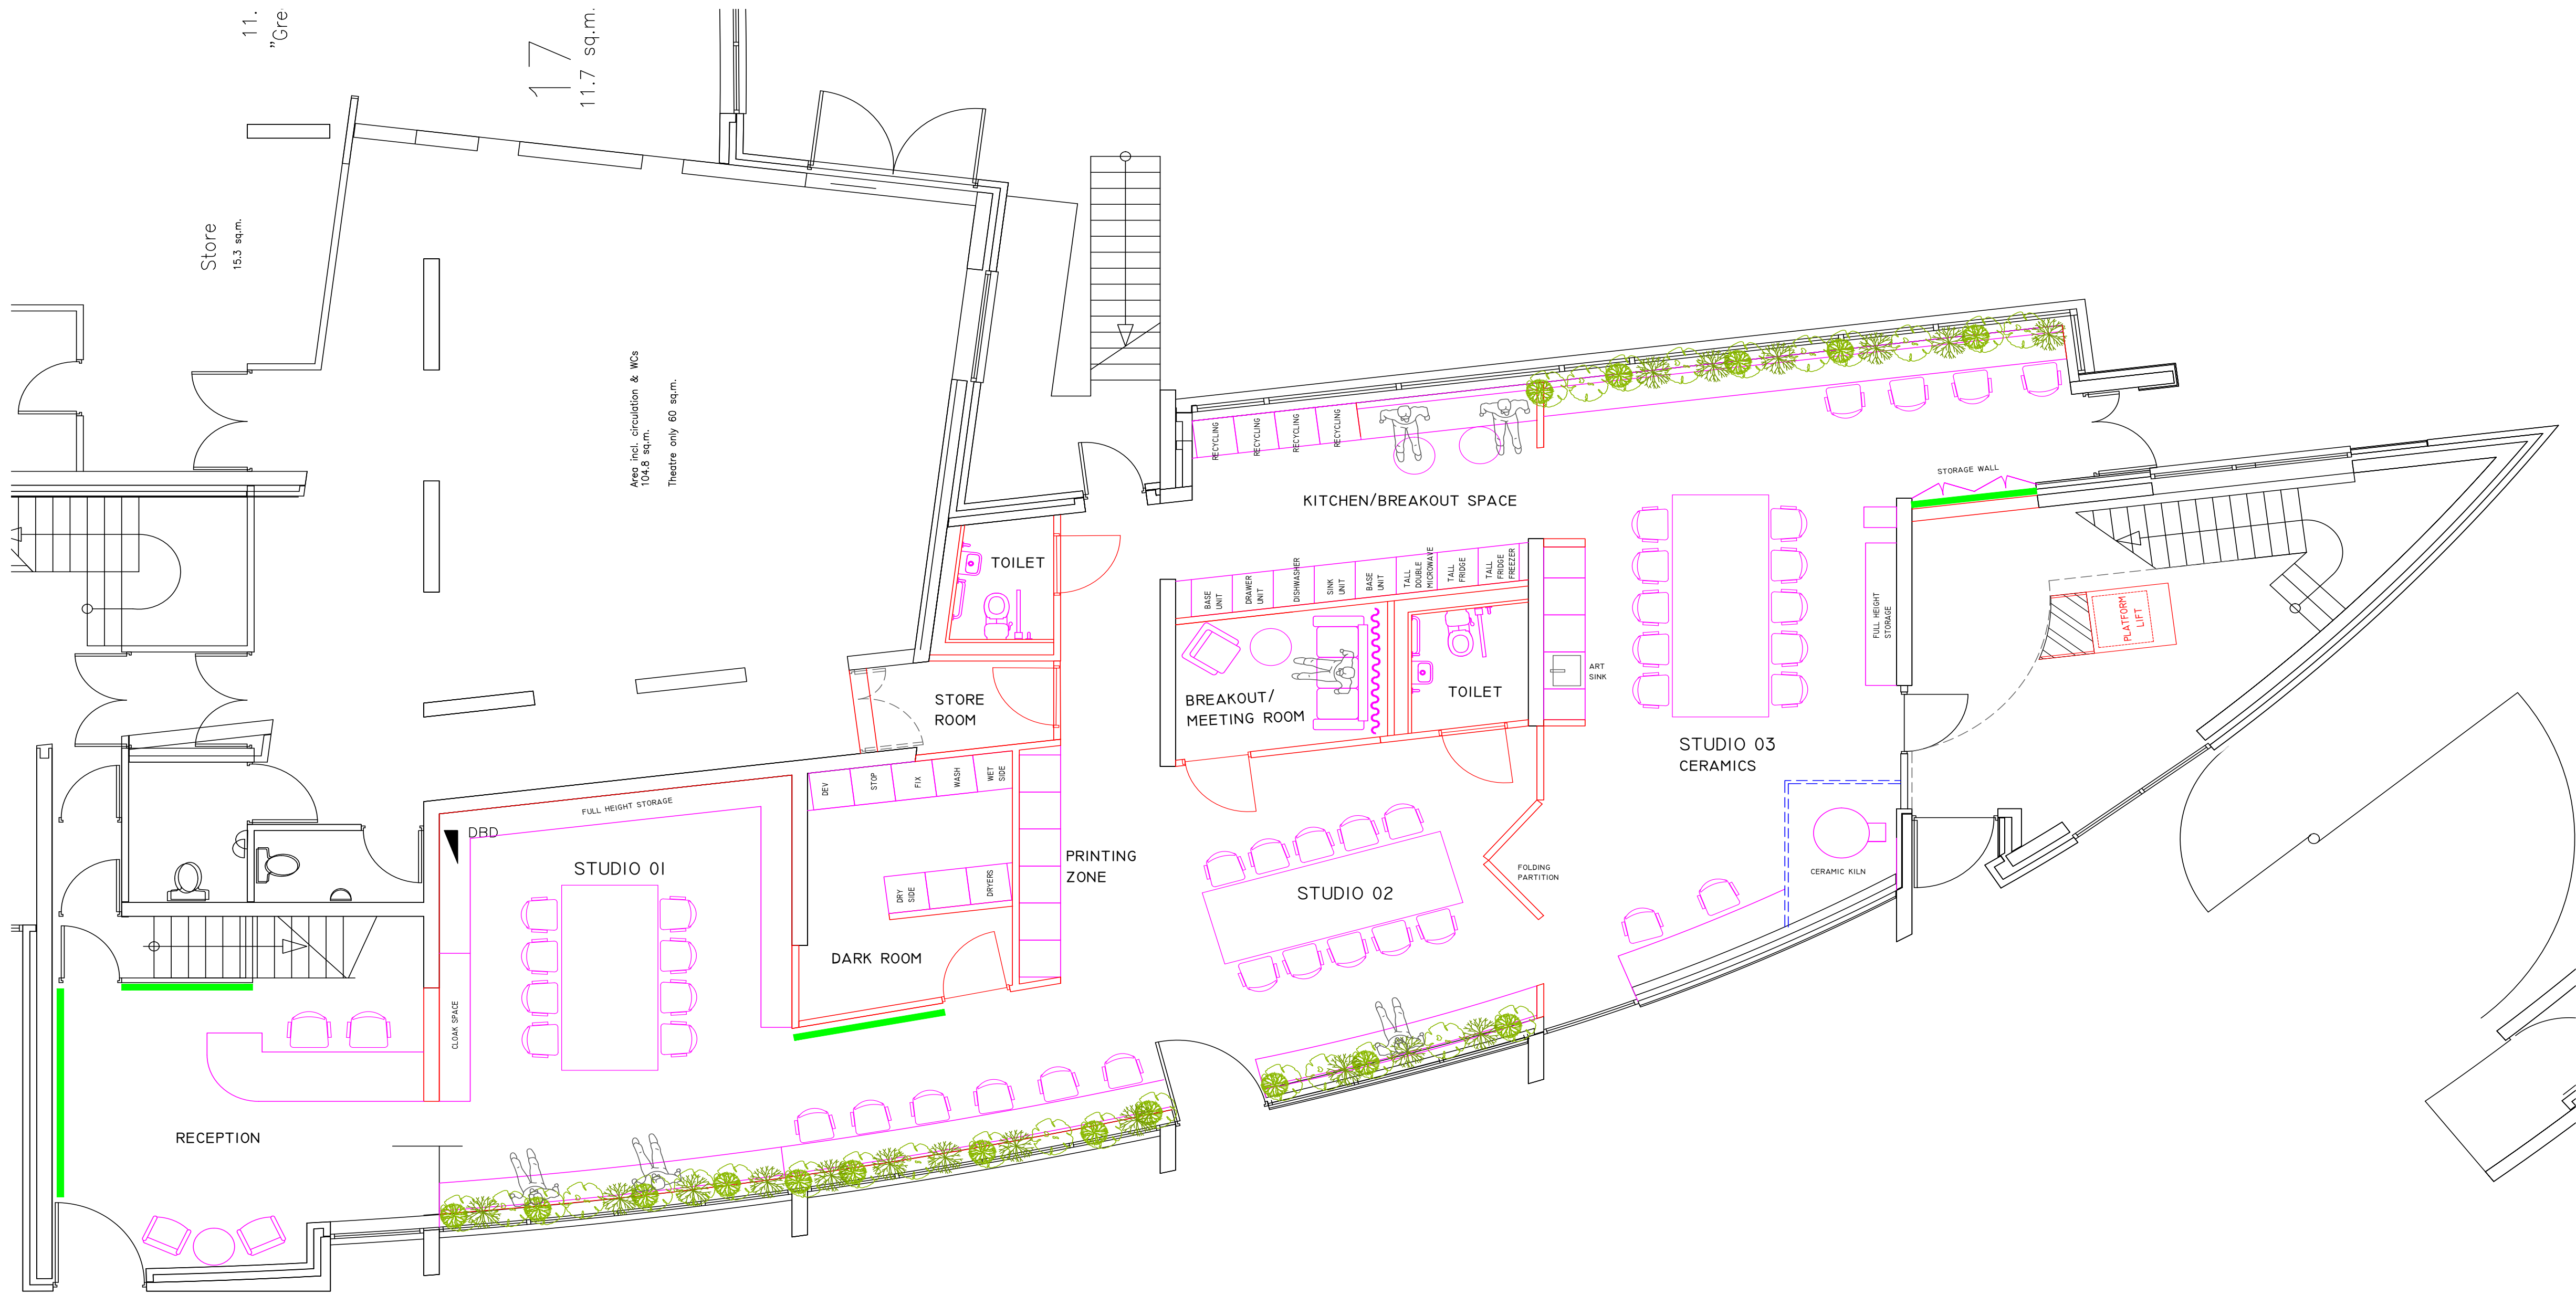 11.
"Gre
17
11.7 sq.m.
Store
15.3 sq.m.
Area incl. circulation & WCs
104.8 sq.m.
Theatre only 60 sq.m.
RECYCLING
RECYCLING
RECYCLING
RECYCLING
KITCHEN/BREAKOUT SPACE
STORAGE WALL
TOILET
BASE
UNIT
DRAWER
UNIT
DISHWASHER
SINK
UNIT
BASE
UNIT
TALL
DOUBLE
MICROWAVE
TALL
FRIDGE
TALL
FRIDGE
FREEZER
FULL HEIGHT
STORAGE
PLATFORM
LIFT
STORE
ROOM
BREAKOUT/
MEETING ROOM
TOILET
ART
SINK
STUDIO 03
CERAMICS
DEV
STOP
FIX
WASH
WET
SIDE
FULL HEIGHT STORAGE
DBD
STUDIO 01
PRINTING
ZONE
DRY
SIDE
DRYERS
STUDIO 02
FOLDING
PARTITION
CERAMIC KILN
DARK ROOM
CLOAK SPACE
RECEPTION